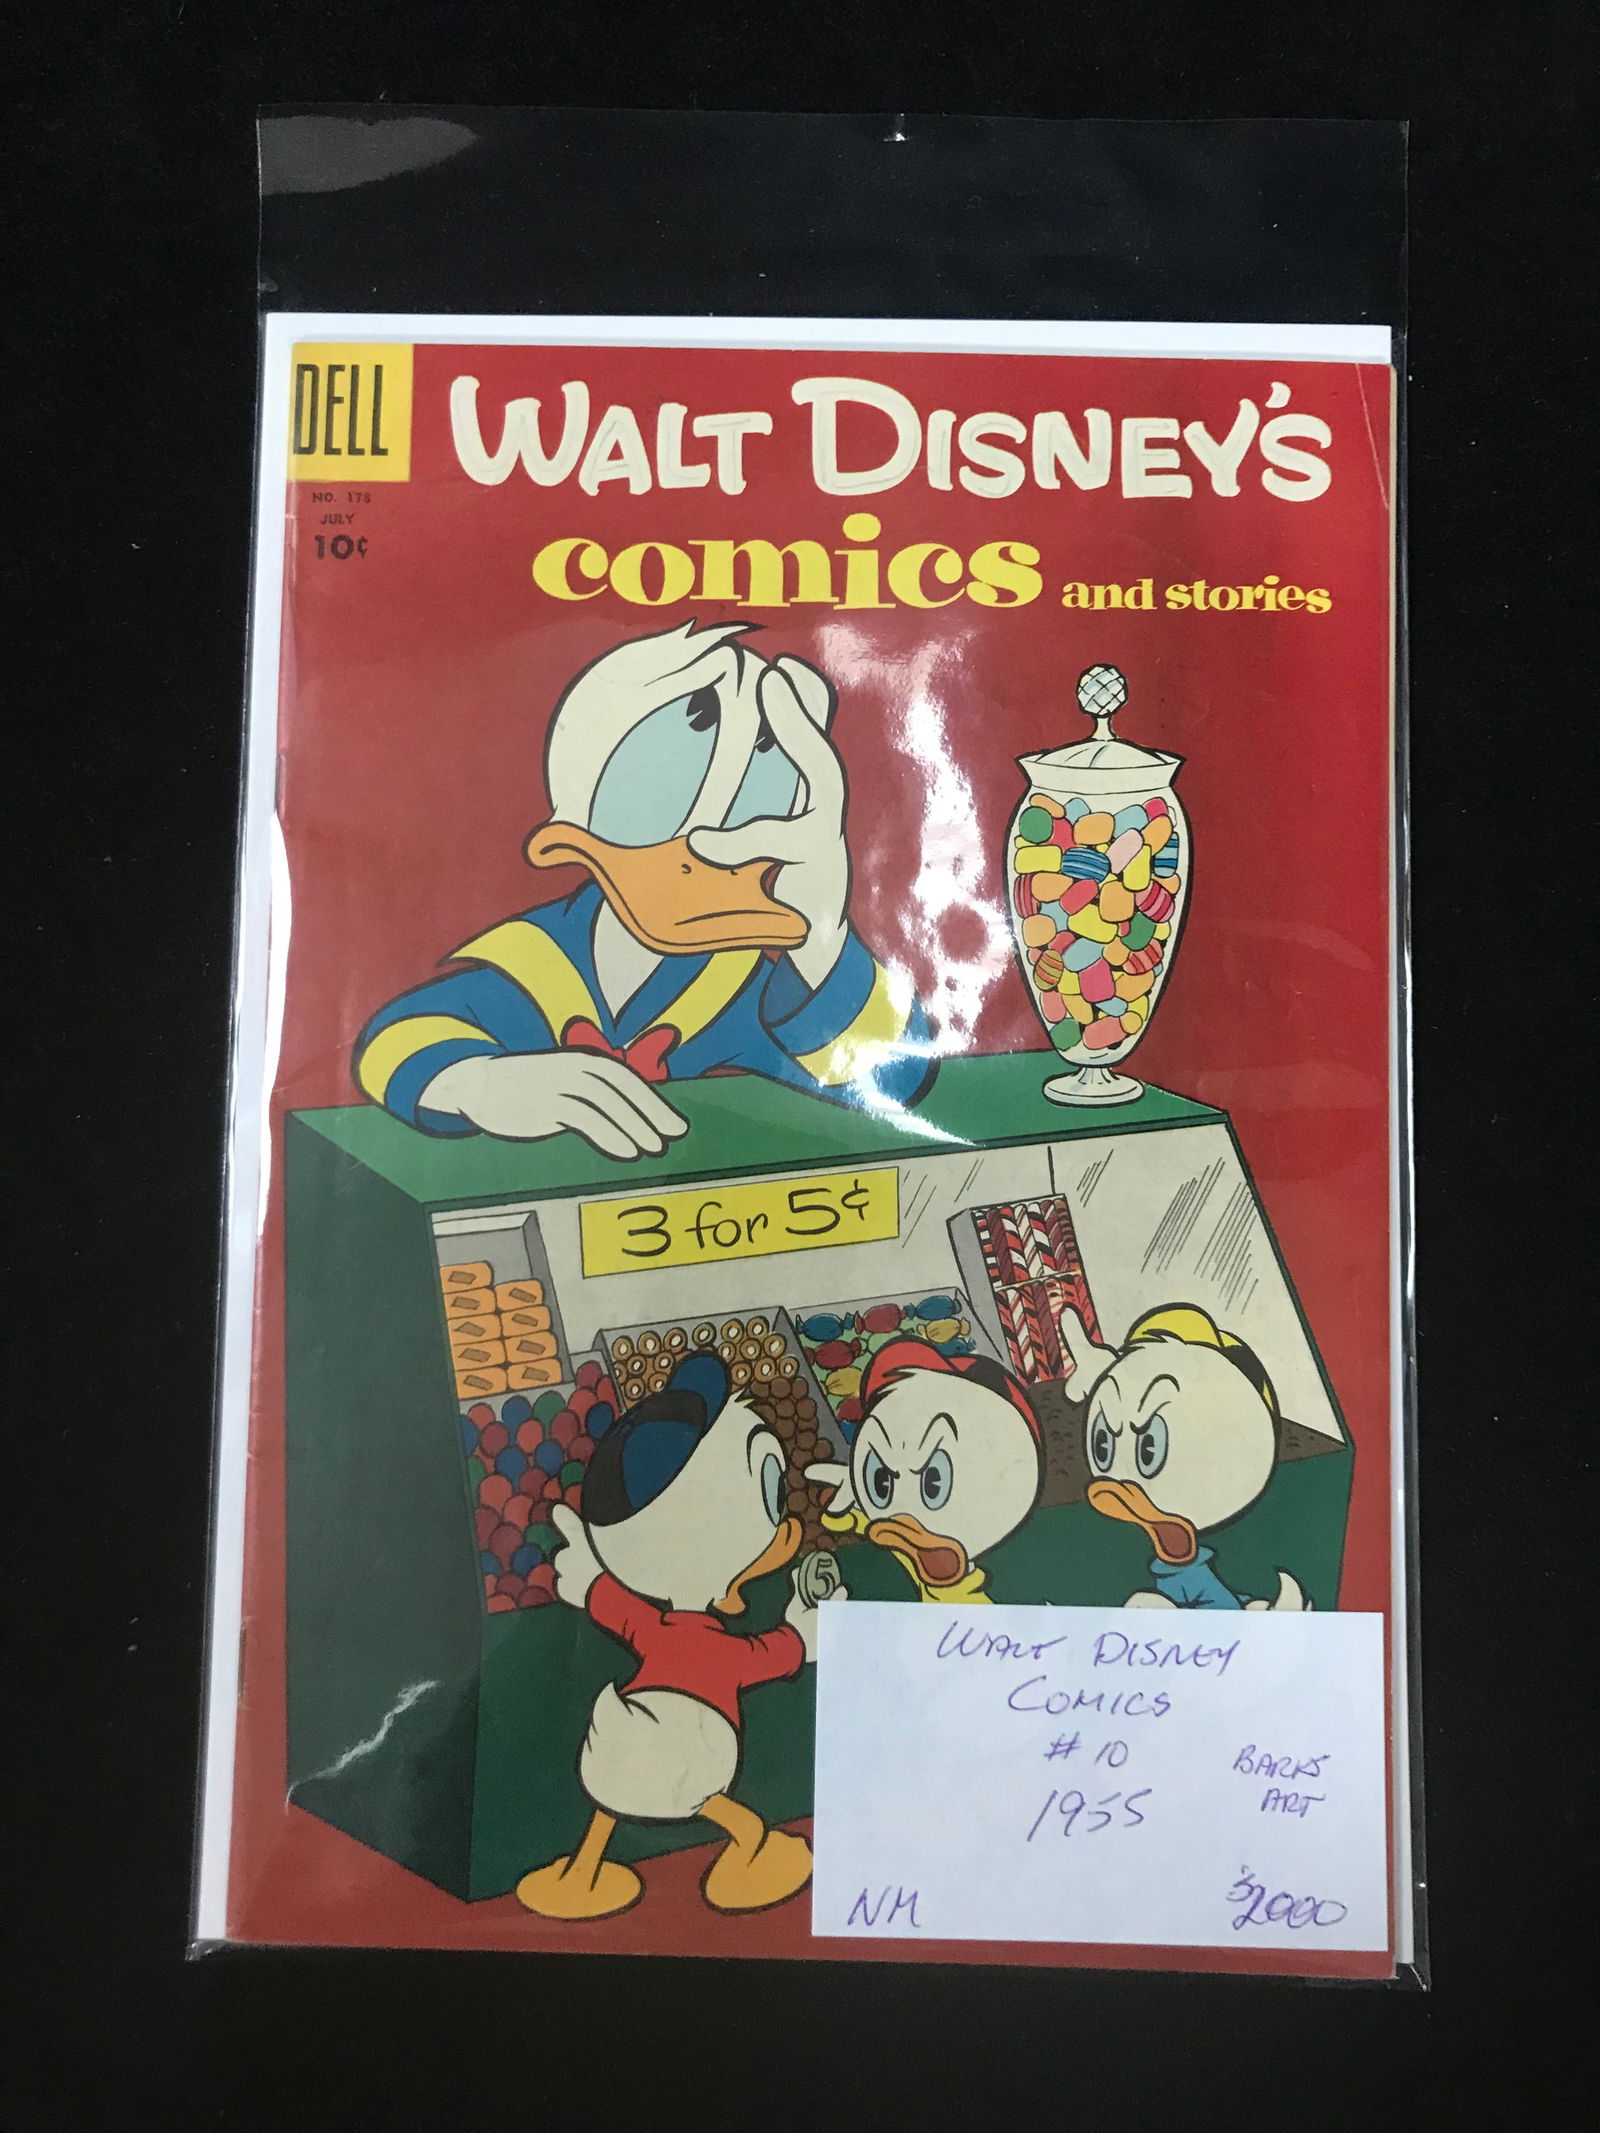 DELL
NO. 178
JULY
10¢
WALT DISNEY'S
comics and stories
3 for 5¢
5
WALT DISNEY
COMICS
# 10
1955
BARKS
ART
NM
$2000